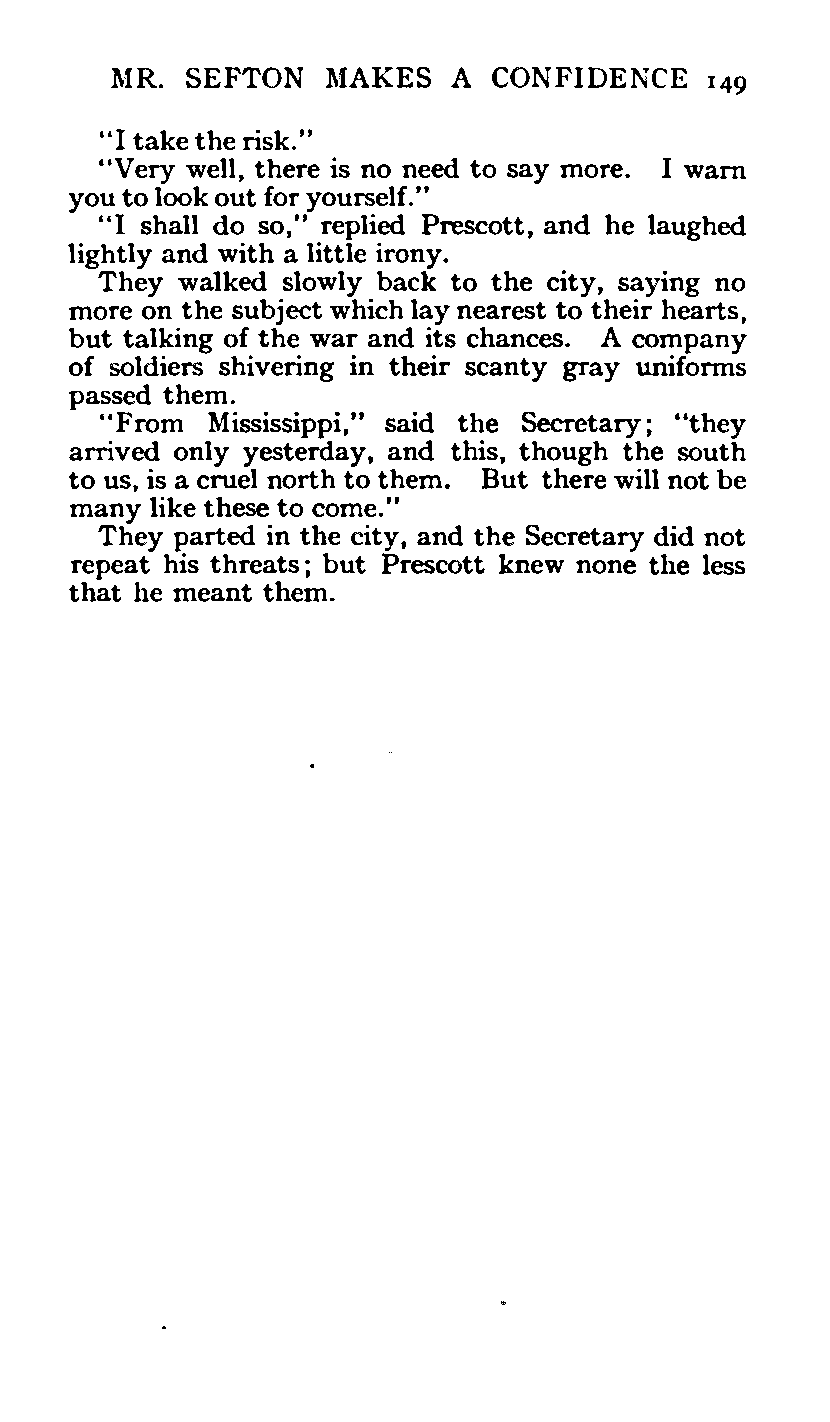 MR. SEFTON MAKES A CONFIDENCE 149
"I take the risk."
"Very well, there is no need to say more. I warn
you to look out for yourself."
"I shall do so," replied Prescott, and he laughed
lightly and with a little irony.
They walked slowly back to the city, saying no
more on the subject which lay nearest to their hearts,
but talking of the war and its chances. A company
of soldiers shivering in their scanty gray uniforms
passed them.
"From Mississippi," said the Secretary; "they
arrived only yesterday, and this, though the south
to us, is a cruel north to them. But there will not be
many like these to come."
They parted in the city, and the Secretary did not
repeat his threats; but Prescott knew none the less
that he meant them.